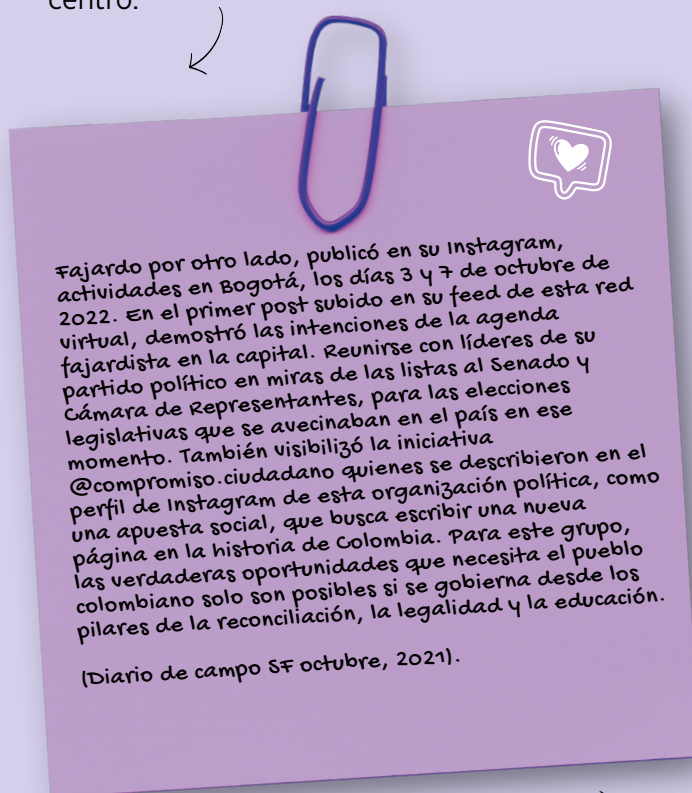 centro.
Fajardo por otro lado, publicó en su Instagram,
actividades en Bogotá, los días 3 y 7 de octubre de
2022. En el primer post subido en su feed de esta red
virtual, demostró las intenciones de la agenda
fajardista en la capital. Reunirse con líderes de su
partido político en miras de las listas al Senado y
Cámara de Representantes, para las elecciones
legislativas que se avecinaban en el país en ese
momento. También visibilizó la iniciativa
@compromiso.ciudadano quienes se describieron en el
perfil de Instagram de esta organización política, como
una apuesta social, que busca escribir una nueva
página en la historia de Colombia. Para este grupo,
las verdaderas oportunidades que necesita el pueblo
colombiano solo son posibles si se gobierna desde los
pilares de la reconciliación, la legalidad y la educación.
(Diario de campo SF octubre, 2021).